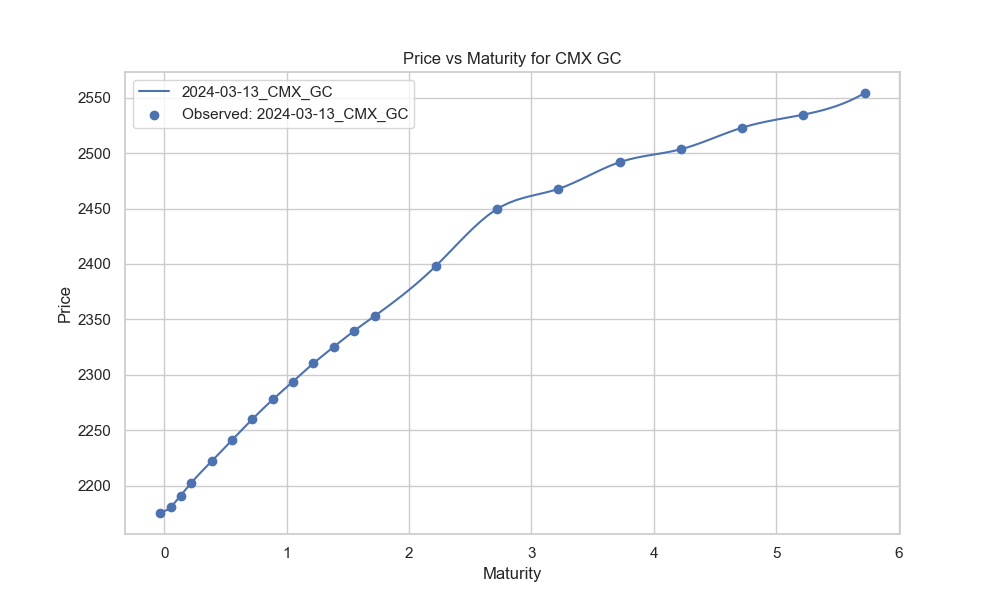 Price vs Maturity for CMX GC
2024-03-13_CMX_GC
Observed: 2024-03-13_CMX_GC
2550
2500
2450
2400
2350
2300
2250
2200
Price
0 1 2 3 4 5 6
Maturity